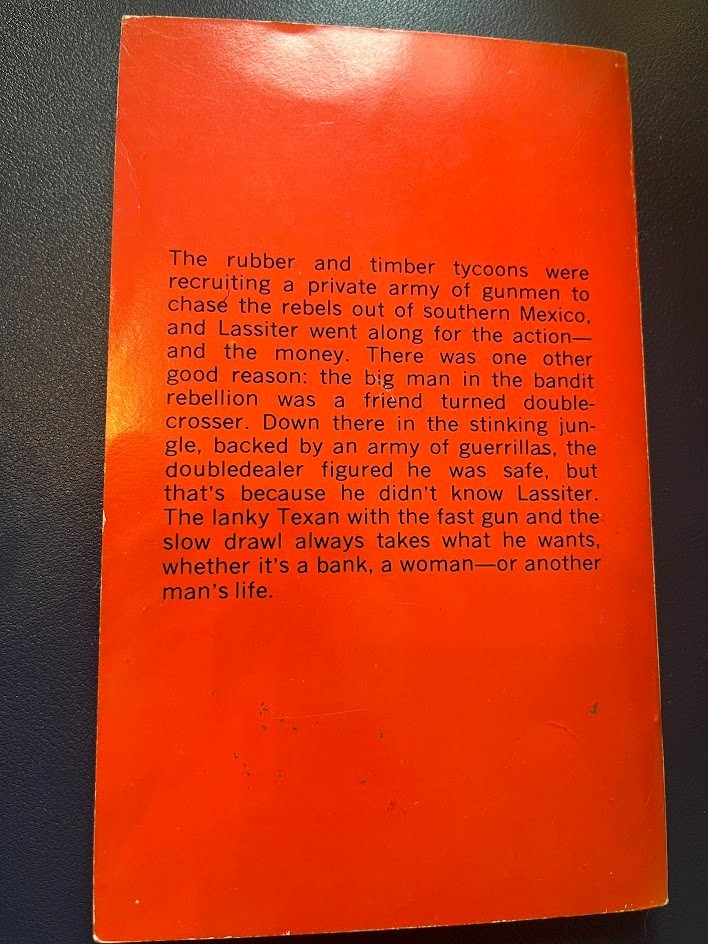 The rubber and timber tycoons were
recruiting a private army of gunmen to
chase the rebels out of southern Mexico,
and Lassiter went along for the action—
and the money. There was one other
good reason: the big man in the bandit
rebellion was a friend turned double-
crosser. Down there in the stinking jun-
gle, backed by an army of guerrillas, the
doubledealer figured he was safe, but
that's because he didn't know Lassiter.
The lanky Texan with the fast gun and the
slow drawl always takes what he wants,
whether it's a bank, a woman—or another
man's life.